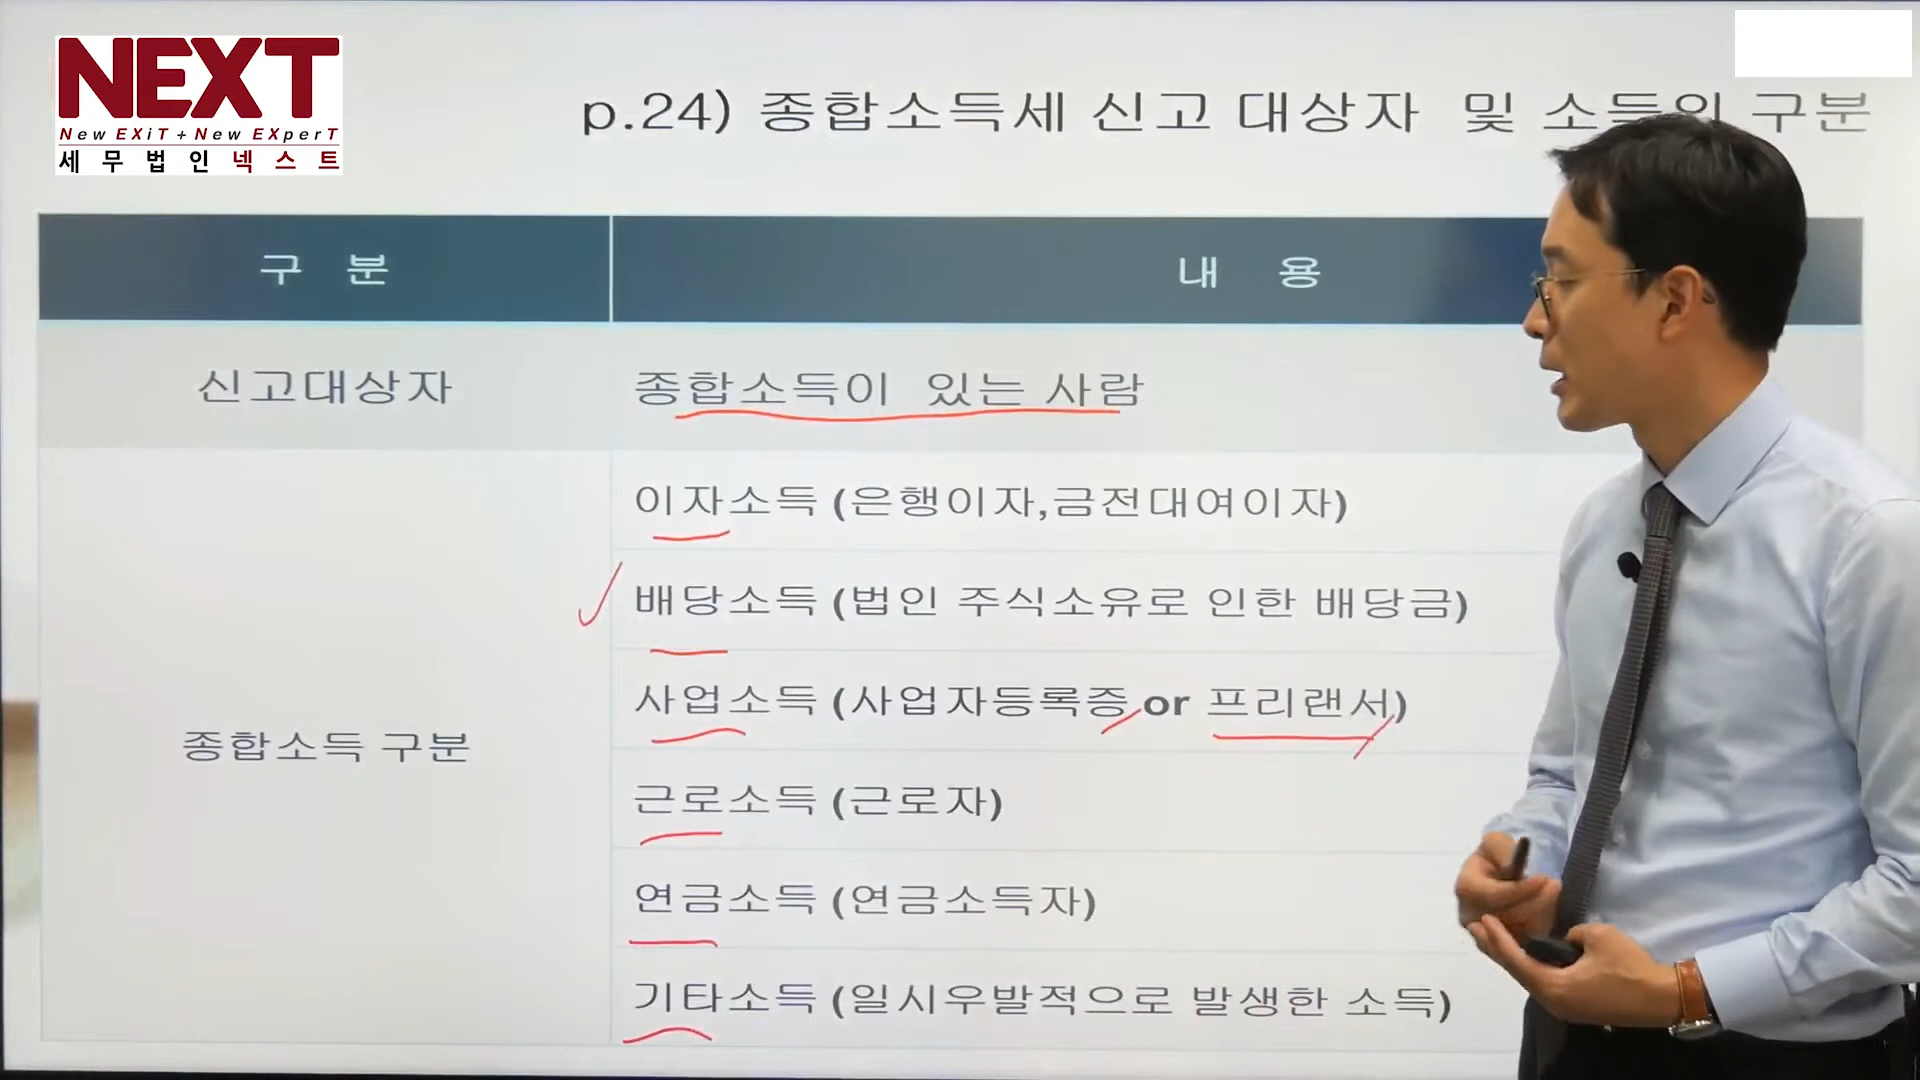 NEXT
New EXiT + New EXperT
세무법인넥스트
p.24) 종합소득세 신고 대상자 및 소득의 구분
구 분
내 용
신고대상자
종합소득이 있는 사람
이자소득 (은행이자,금전대여이자)
배당소득 (법인 주식소유로 인한 배당금)
사업소득 (사업자등록증 or 프리랜서)
종합소득 구분
근로소득 (근로자)
연금소득 (연금소득자)
기타소득 (일시우발적으로 발생한 소득)